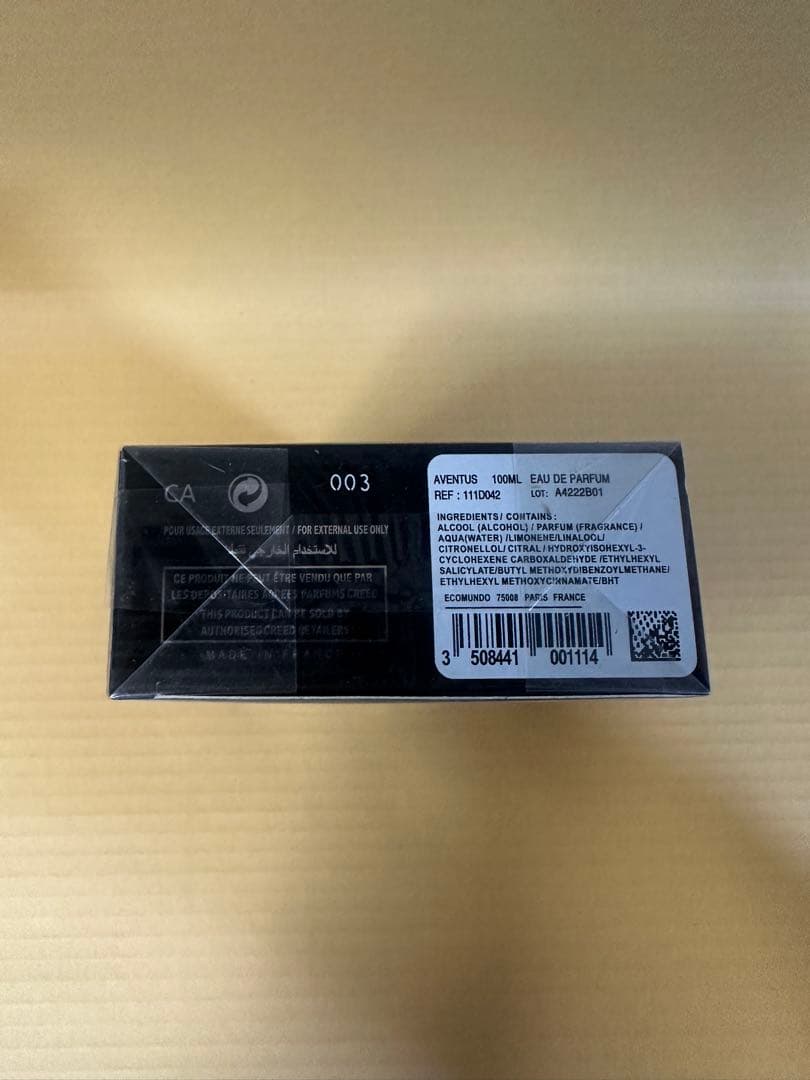 CA
003
POUR USAGE EXTERNE SEULEMENT / FOR EXTERNAL USE ONLY
للاستخدام الخارجي فقط
CE PRODUIT NE PEUT ÊTRE VENDU QUE PAR
LES DEPOSITAIRES AGREES PARFUMS CREED
THIS PRODUCT CAN BE SOLD BY
AUTHORISED CREED RETAILERS
MADE IN FRANCE
AVENTUS 100ML EAU DE PARFUM
REF : 111D042 LOT: A4222B01
INGREDIENTS / CONTAINS :
ALCOOL (ALCOHOL) / PARFUM (FRAGRANCE) /
AQUA(WATER) /LIMONENE/LINALOOL/
CITRONELLOL/ CITRAL / HYDROXYISOHEXYL-3-
CYCLOHEXENE CARBOXALDEHYDE /ETHYLHEXYL
SALICYLATE/BUTYL METHOXYDIBENZOYLMETHANE/
ETHYLHEXYL METHOXYCINNAMATE/BHT
ECOMUNDO 75008 PARIS FRANCE
3 508441 001114